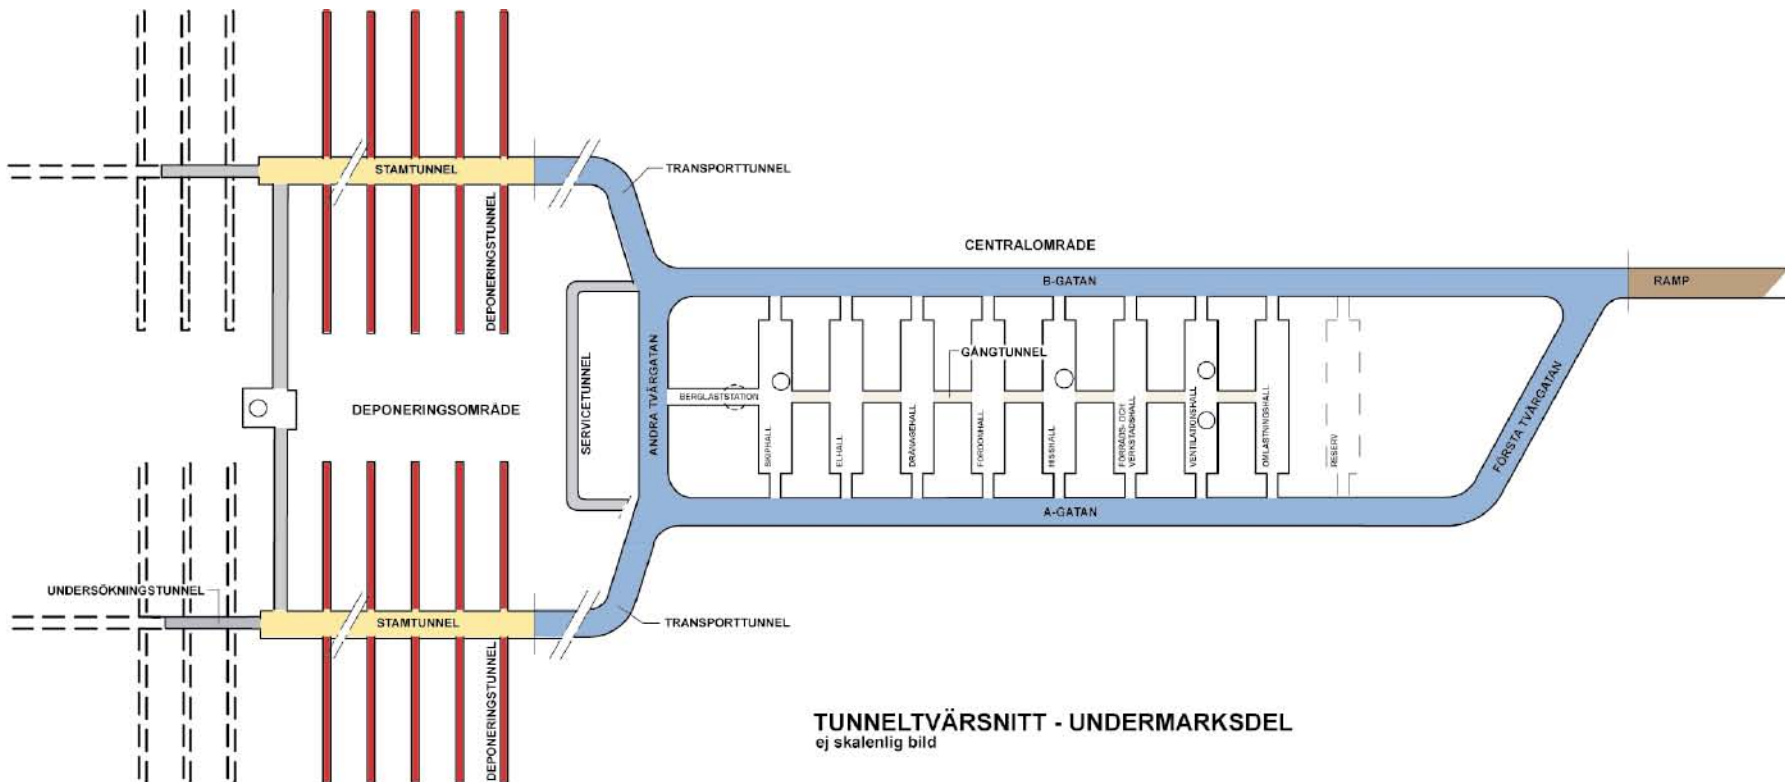 STAMTUNNEL
TRANSPORTTUNNEL
DEPONERINGSTUNNEL
CENTRALOMRÅDE
B-GATAN
RAMP
GÅNGTUNNEL
SERVICETUNNEL
ANDRA TVÄRGATAN
BERGLASTSTATION
DEPONERINGSOMRÅDE
SKIPHALL
ELHALL
DRÄNAGEHALL
FORDONHALL
HISSHALL
FÖRRÅDS- OCH
VERKSTADSHALL
VENTILATIONSHALL
OMLASTNINGSHALL
RESERV
FÖRSTA TVÄRGATAN
A-GATAN
UNDERSÖKNINGSTUNNEL
STAMTUNNEL
TRANSPORTTUNNEL
DEPONERINGSTUNNEL
TUNNELTVÄRSNITT - UNDERMARKSDEL
ej skalenlig bild